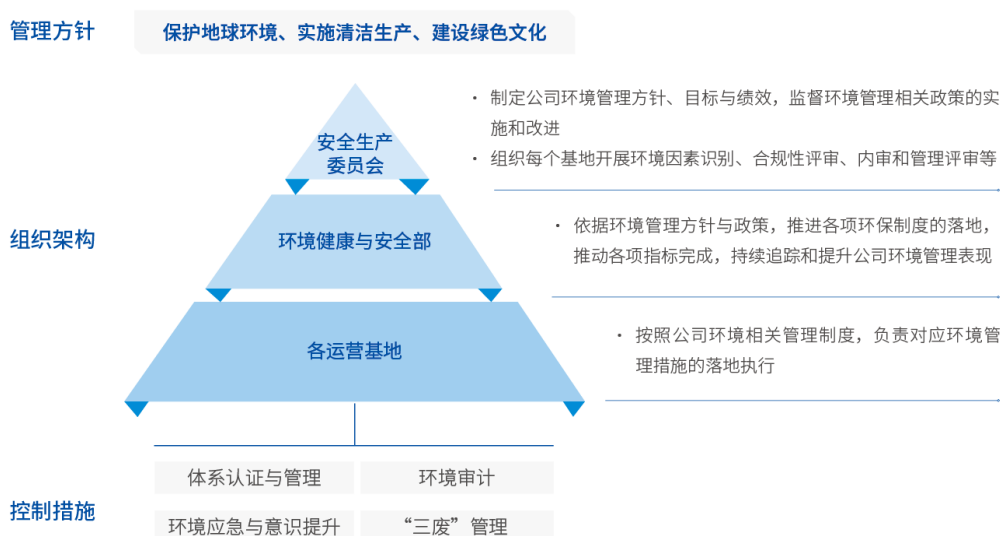 管理方针
保护地球环境、实施清洁生产、建设绿色文化
• 制定公司环境管理方针、目标与绩效，监督环境管理相关政策的实
施和改进
• 组织每个基地开展环境因素识别、合规性评审、内审和管理评审等
安全生产
委员会
组织架构
环境健康与安全部
• 依据环境管理方针与政策，推进各项环保制度的落地，
推动各项指标完成，持续追踪和提升公司环境管理表现
各运营基地
• 按照公司环境相关管理制度，负责对应环境管
理措施的落地执行
控制措施
体系认证与管理
环境审计
环境应急与意识提升
“三废”管理